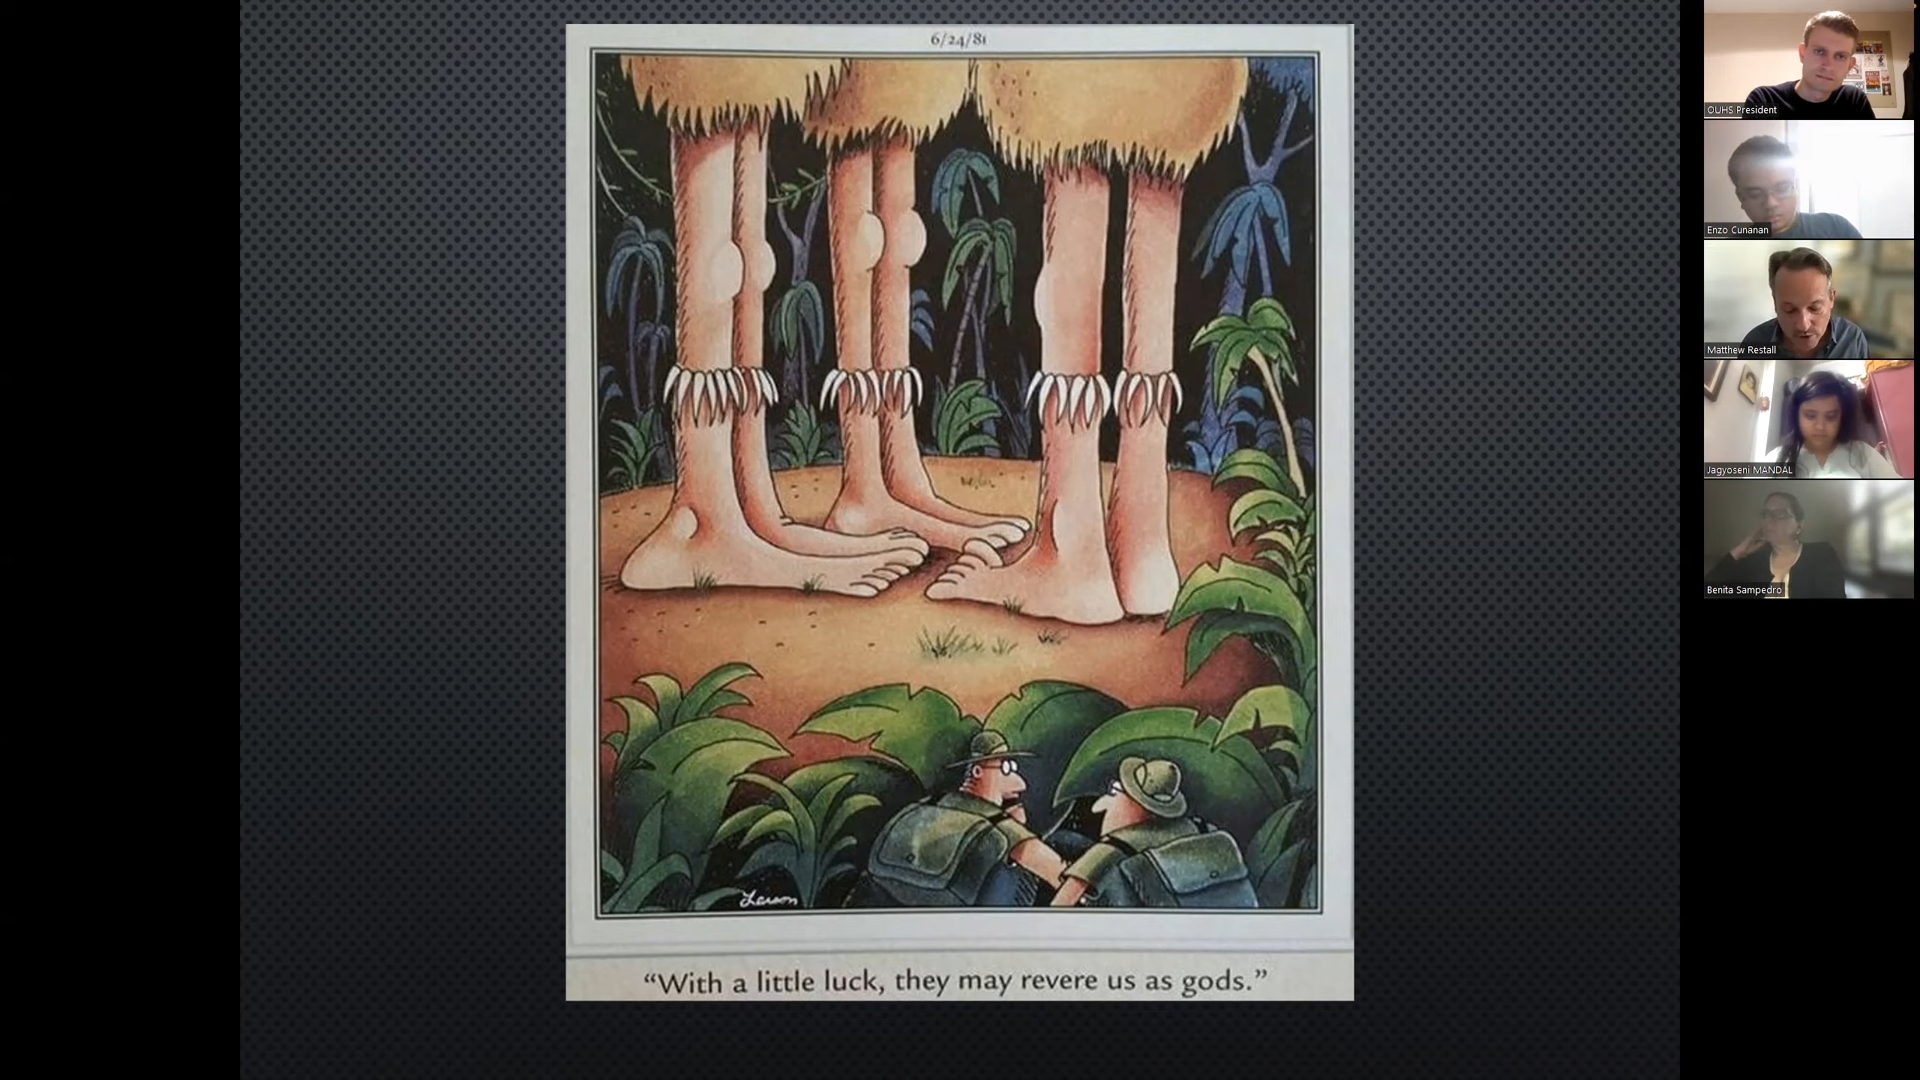 6/24/81
Larson
“With a little luck, they may revere us as gods.”
OUHS President
Enzo Cunanan
Matthew Restall
Jagyoseni MANDAL
Benita Sampedro